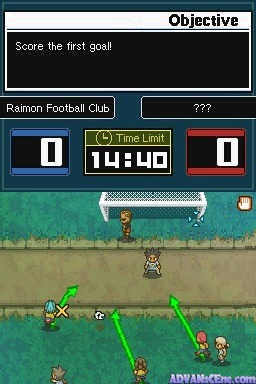 Objective
Score the first goal!
Raimon Football Club
???
0
Time Limit
14:40
0
ADVANsCEne.com